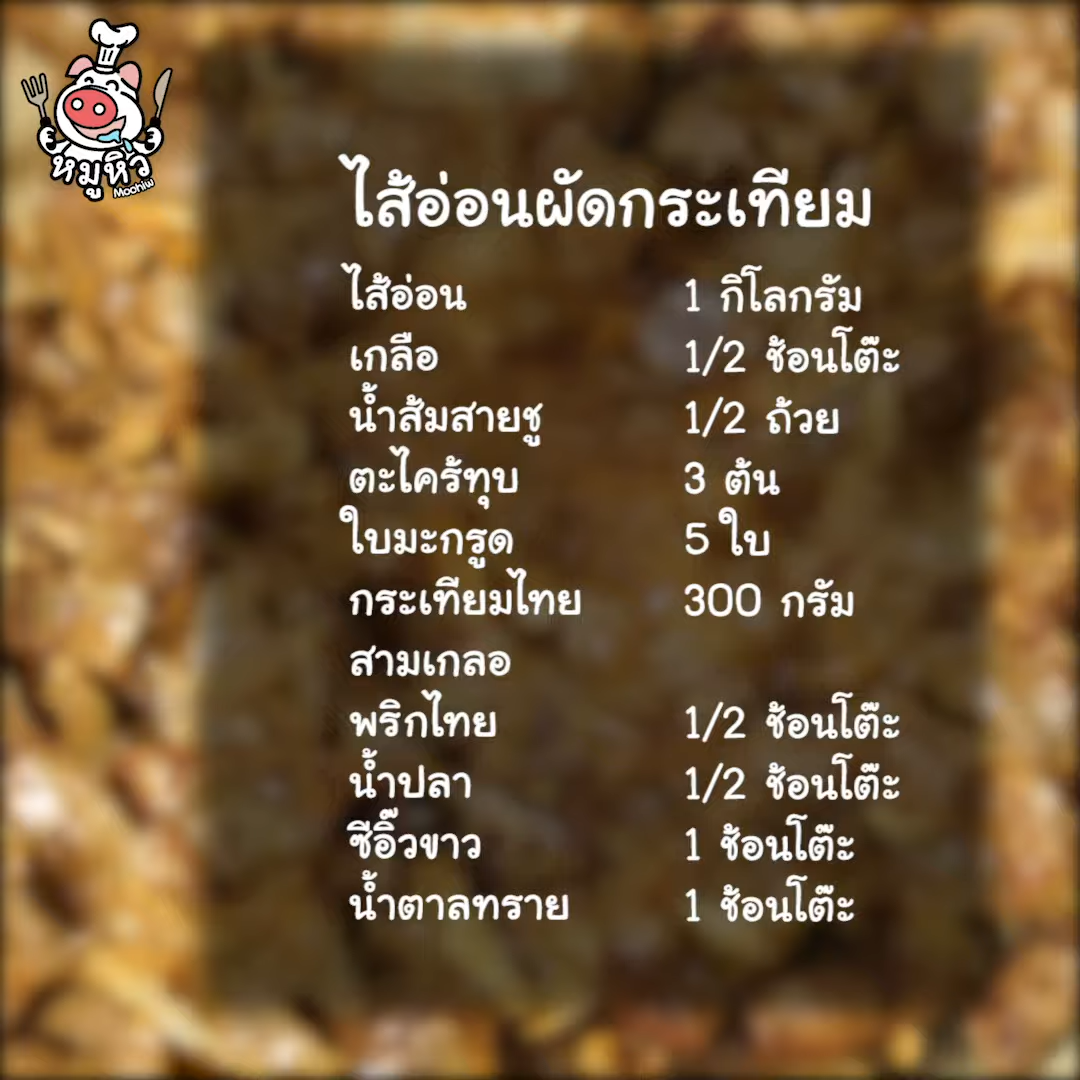 หมูหิว
Moohiw
ไส้อ่อนผัดกระเทียม
ไส้อ่อน 1 กิโลกรัม
เกลือ 1/2 ช้อนโต๊ะ
น้ำส้มสายชู 1/2 ถ้วย
ตะไคร้ทุบ 3 ต้น
ใบมะกรูด 5 ใบ
กระเทียมไทย 300 กรัม
สามเกลอ
พริกไทย 1/2 ช้อนโต๊ะ
น้ำปลา 1/2 ช้อนโต๊ะ
ซีอิ๊วขาว 1 ช้อนโต๊ะ
น้ำตาลทราย 1 ช้อนโต๊ะ